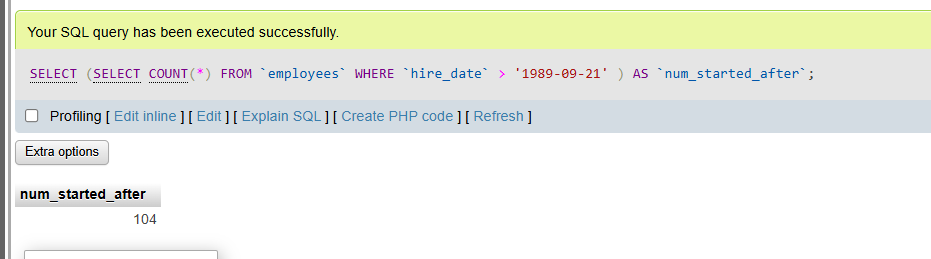 Your SQL query has been executed successfully.
SELECT (SELECT COUNT(*) FROM `employees` WHERE `hire_date` > '1989-09-21' ) AS `num_started_after`;
Profiling [ Edit inline ] [ Edit ] [ Explain SQL ] [ Create PHP code ] [ Refresh ]
Extra options
num_started_after
104